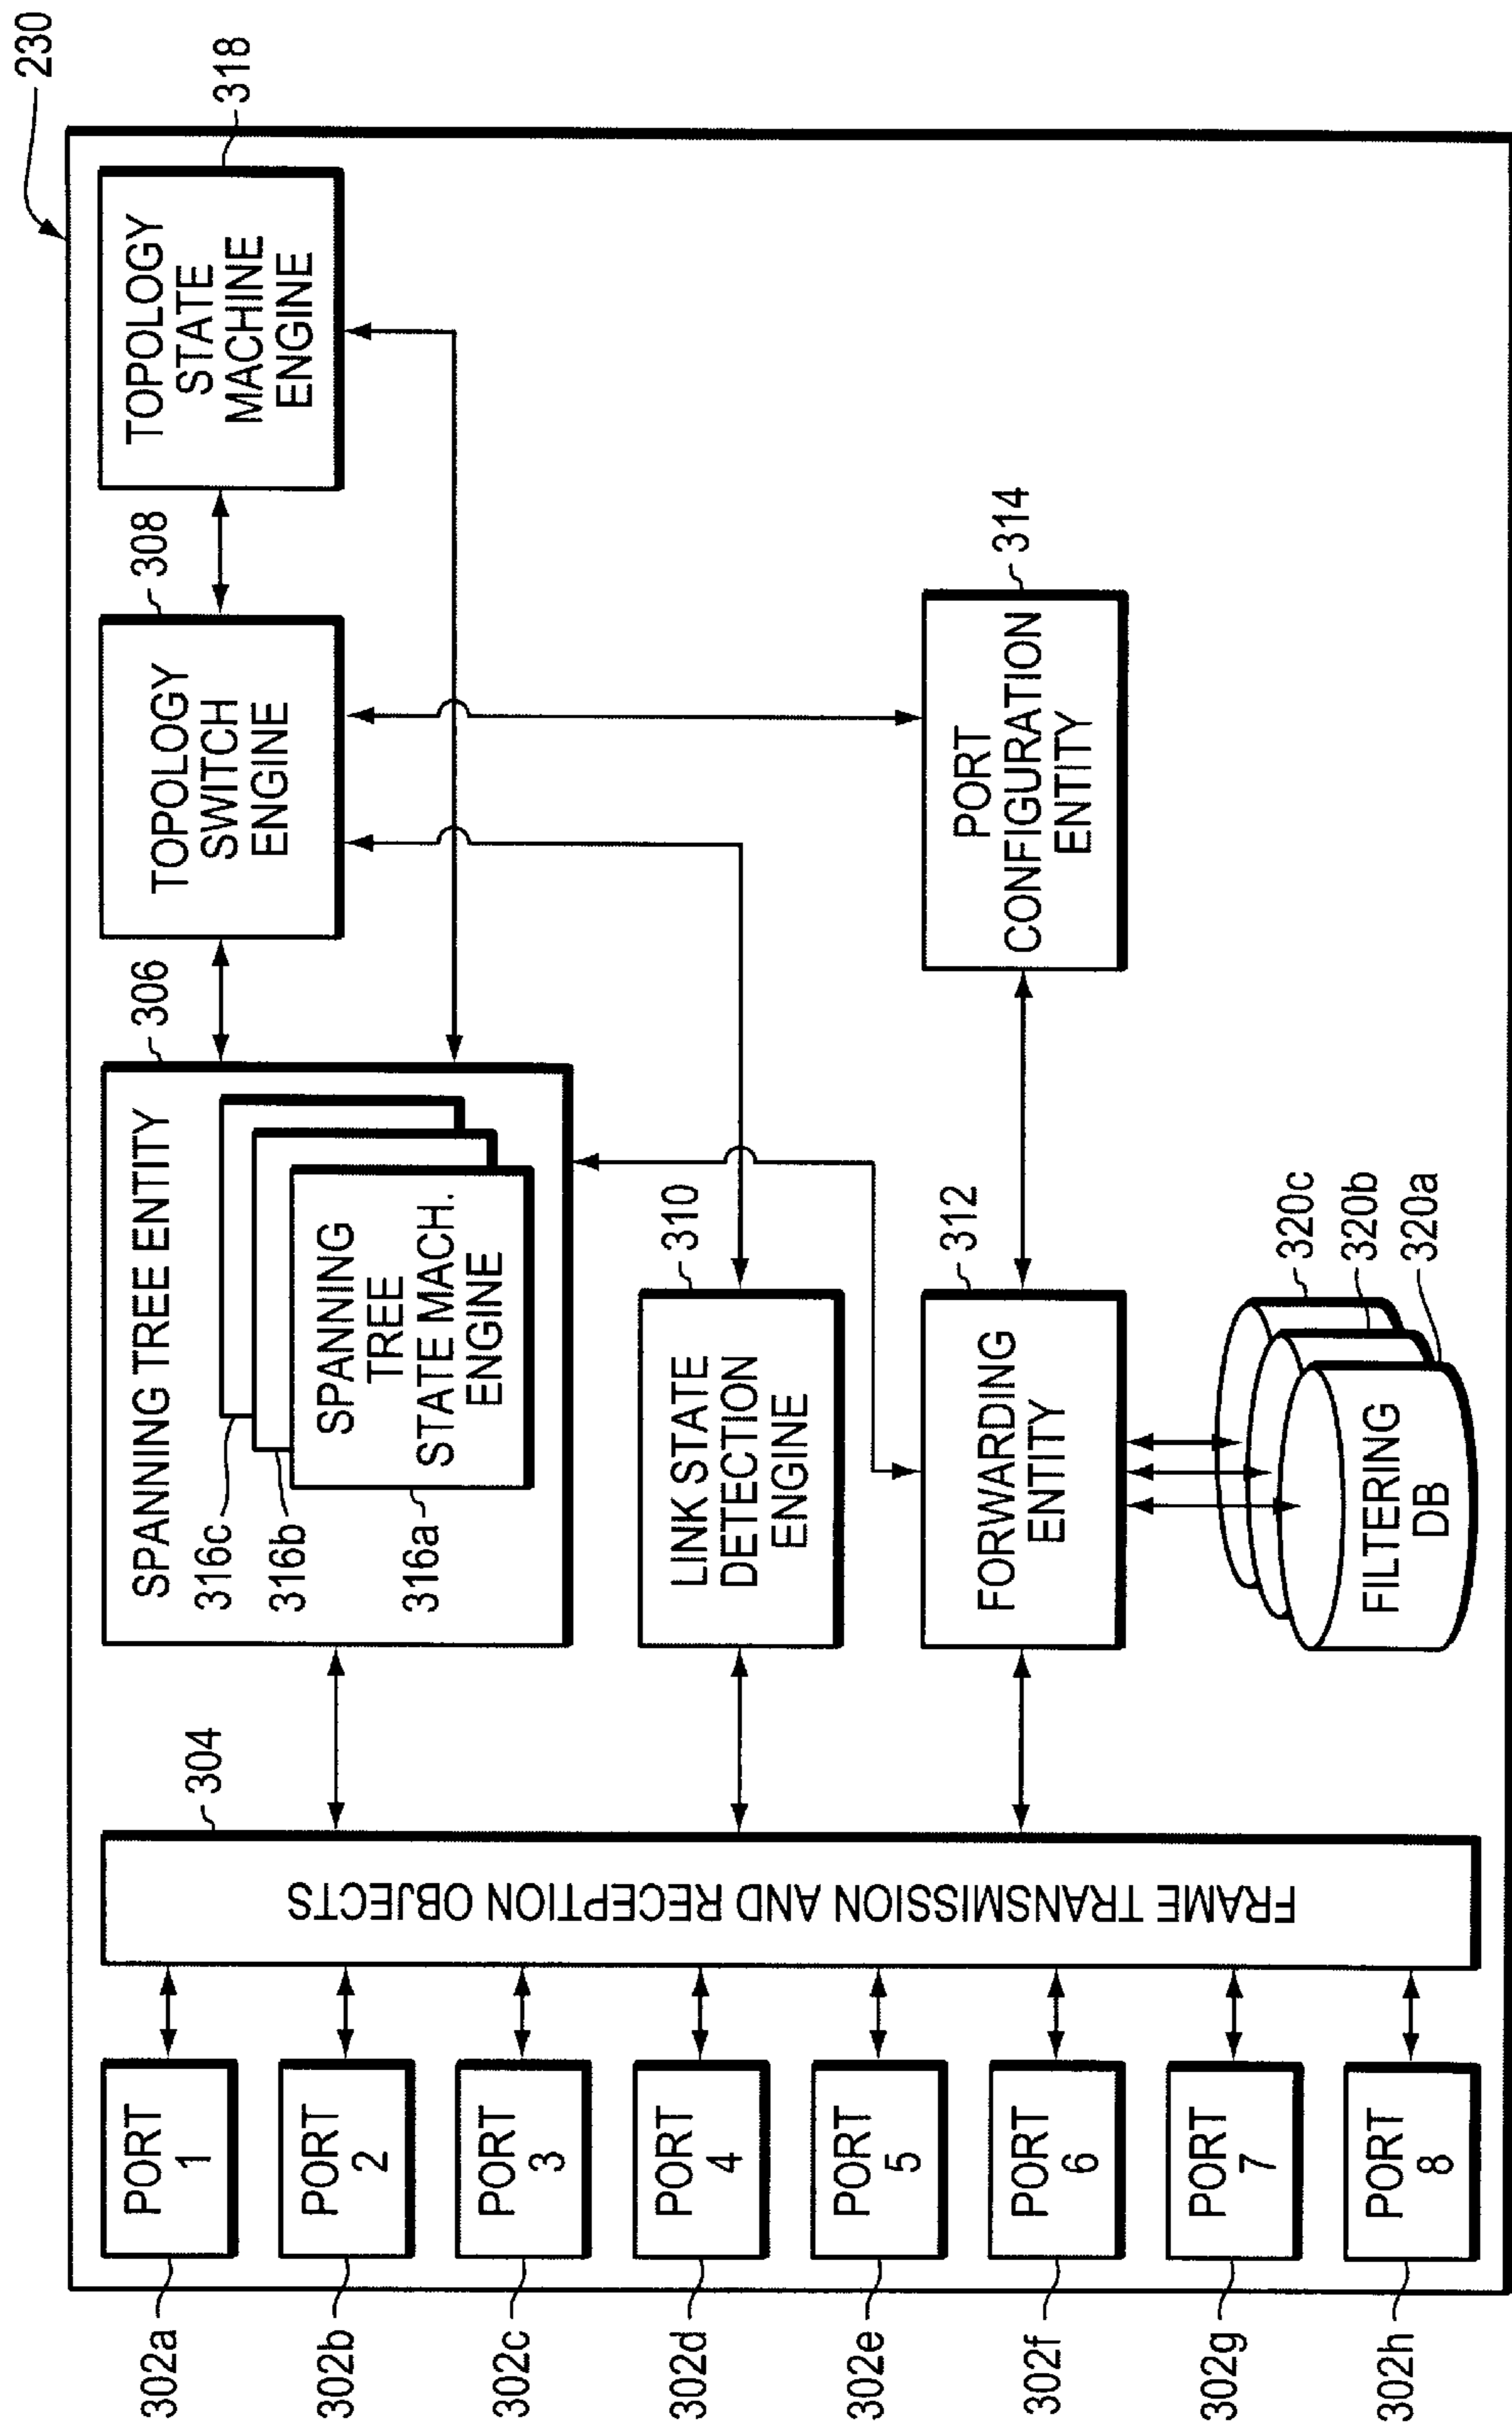 230
302a
PORT
1
302b
PORT
2
302c
PORT
3
302d
PORT
4
302e
PORT
5
302f
PORT
6
302g
PORT
7
302h
PORT
8
304
FRAME TRANSMISSION AND RECEPTION OBJECTS
306
SPANNING TREE ENTITY
316c
316b
316a
SPANNING
TREE
STATE MACH.
ENGINE
308
TOPOLOGY
SWITCH
ENGINE
318
TOPOLOGY
STATE
MACHINE
ENGINE
310
LINK STATE
DETECTION
ENGINE
312
FORWARDING
ENTITY
314
PORT
CONFIGURATION
ENTITY
320c
320b
320a
FILTERING
DB